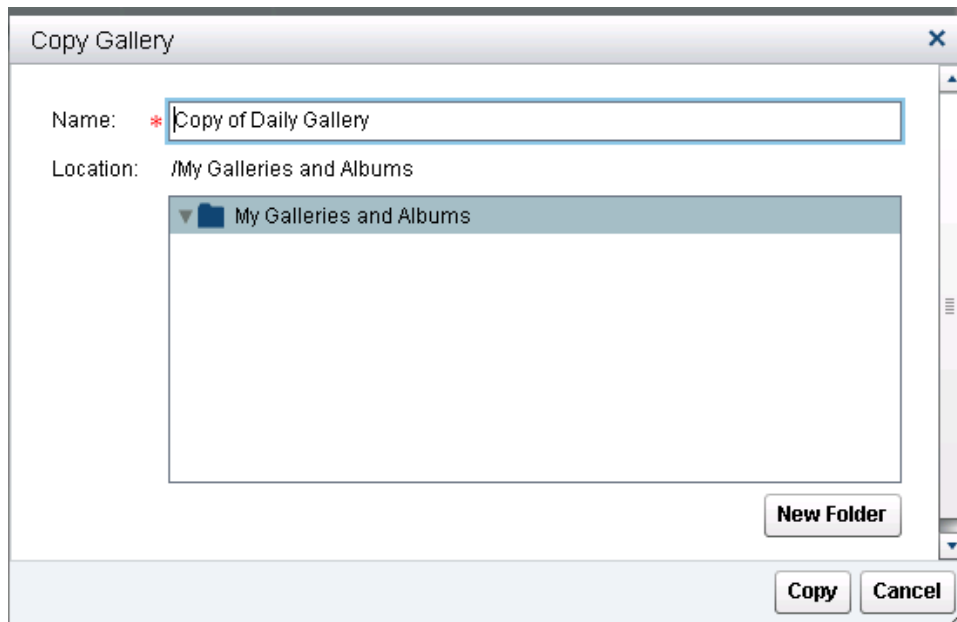 Copy Gallery
Name: * Copy of Daily Gallery
Location: /My Galleries and Albums
My Galleries and Albums
New Folder
Copy Cancel